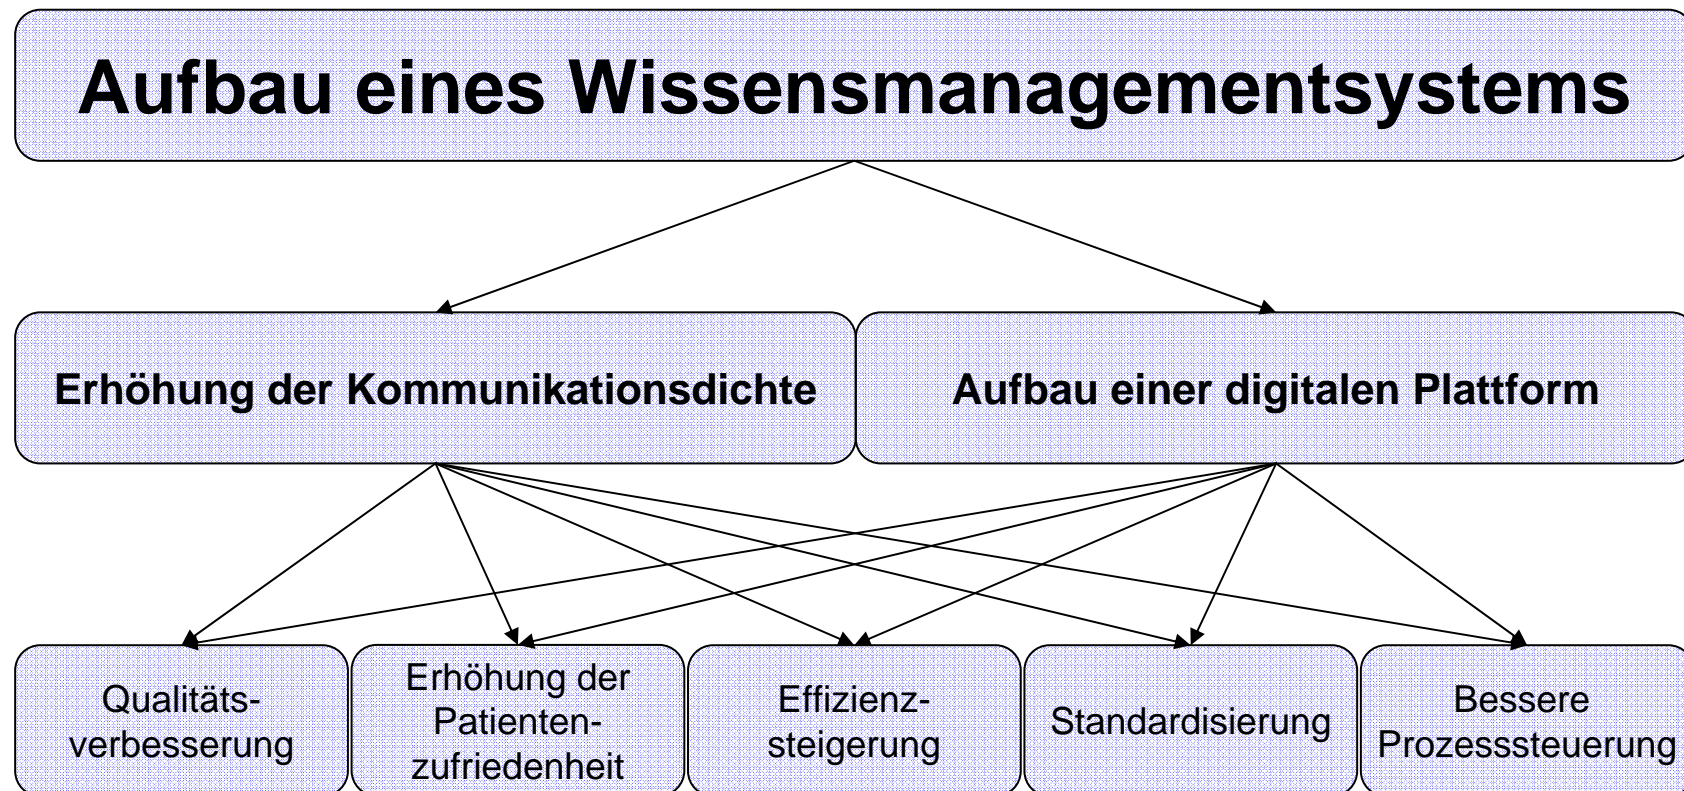 Aufbau eines Wissensmanagementsystems
Erhöhung der Kommunikationsdichte
Aufbau einer digitalen Plattform
Qualitäts-
verbesserung
Erhöhung der
Patienten-
zufriedenheit
Effizienz-
steigerung
Standardisierung
Bessere
Prozesssteuerung